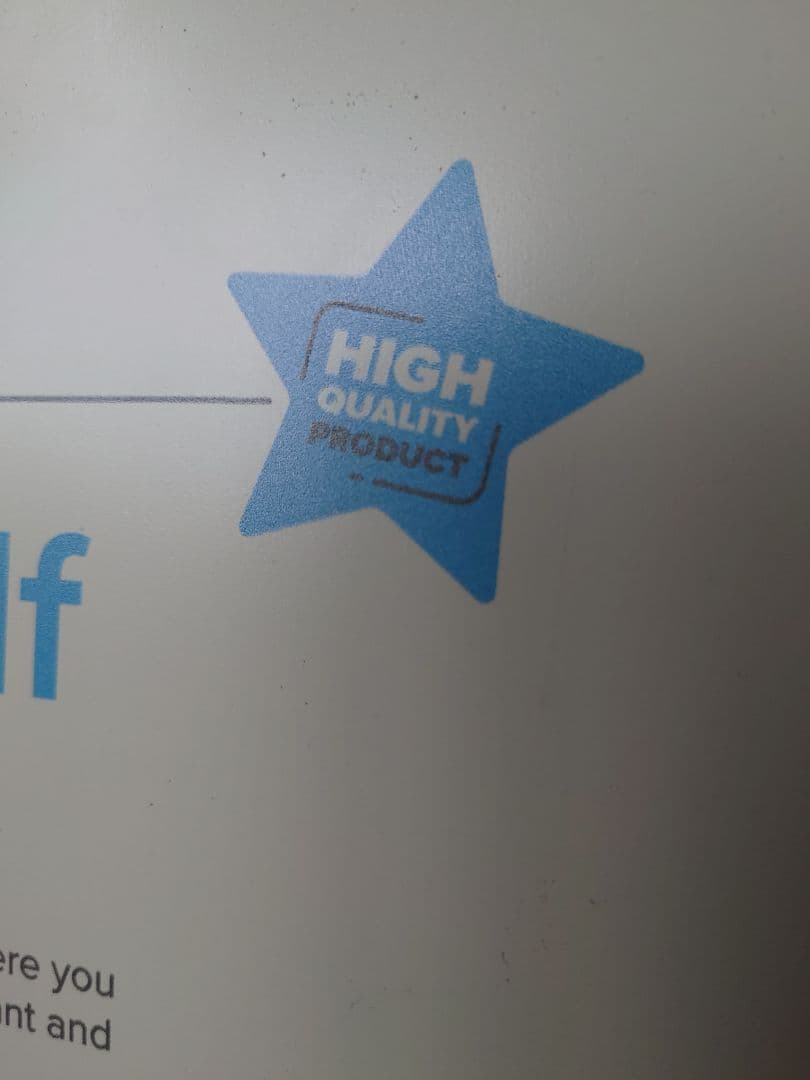 HIGH
QUALITY
PRODUCT
lf
ere you
nt and